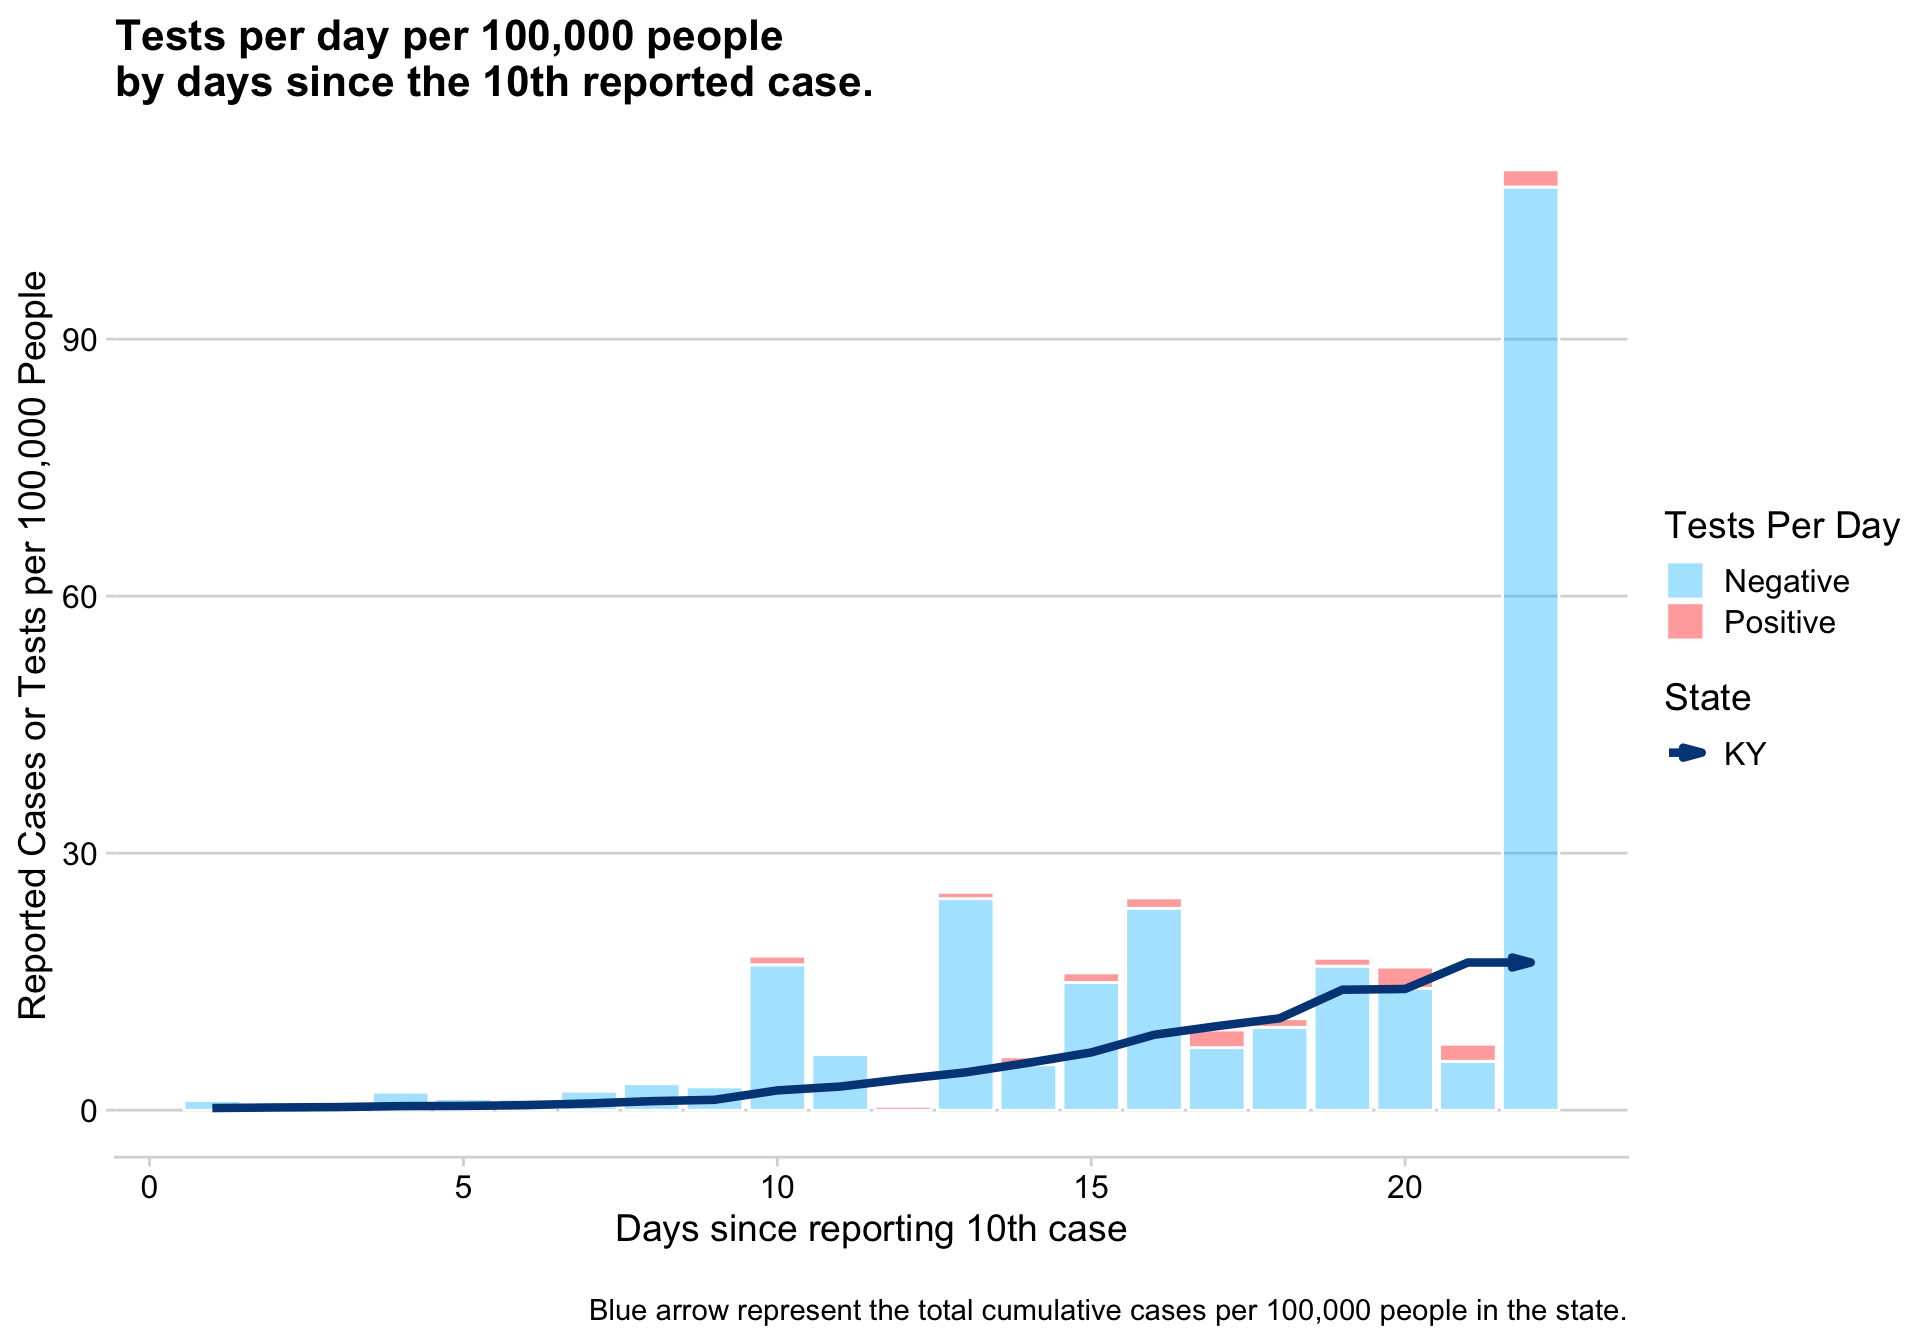 Tests per day per 100,000 people
by days since the 10th reported case.
Reported Cases or Tests per 100,000 People
90
60
30
0
0
5
10
15
20
Days since reporting 10th case
Tests Per Day
Negative
Positive
State
KY
Blue arrow represent the total cumulative cases per 100,000 people in the state.